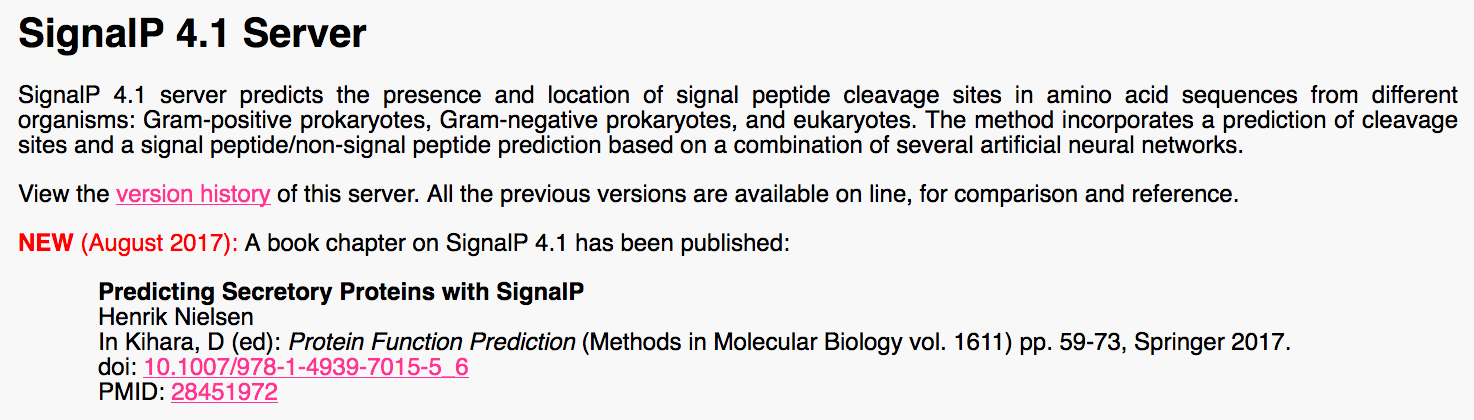 SignalP 4.1 Server
SignalP 4.1 server predicts the presence and location of signal peptide cleavage sites in amino acid sequences from different
organisms: Gram-positive prokaryotes, Gram-negative prokaryotes, and eukaryotes. The method incorporates a prediction of cleavage
sites and a signal peptide/non-signal peptide prediction based on a combination of several artificial neural networks.
View the version history of this server. All the previous versions are available on line, for comparison and reference.
NEW (August 2017): A book chapter on SignalP 4.1 has been published:
Predicting Secretory Proteins with SignalP
Henrik Nielsen
In Kihara, D (ed): Protein Function Prediction (Methods in Molecular Biology vol. 1611) pp. 59-73, Springer 2017.
doi: 10.1007/978-1-4939-7015-5_6
PMID: 28451972